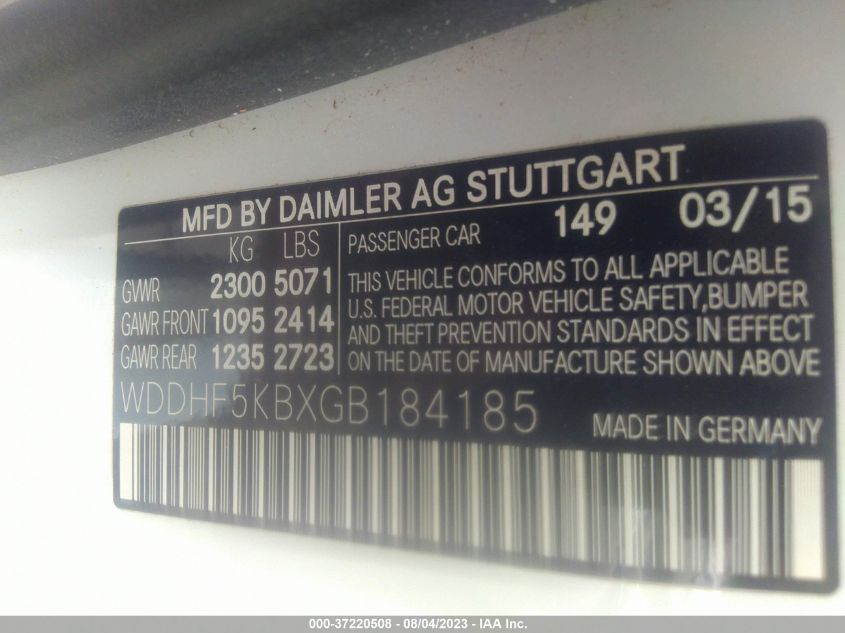 MFD BY DAIMLER AG STUTTGART
KG LBS
GVWR 2300 5071
GAWR FRONT 1095 2414
GAWR REAR 1235 2723
PASSENGER CAR 149 03/15
THIS VEHICLE CONFORMS TO ALL APPLICABLE
U.S. FEDERAL MOTOR VEHICLE SAFETY,BUMPER
AND THEFT PREVENTION STANDARDS IN EFFECT
ON THE DATE OF MANUFACTURE SHOWN ABOVE
WDDHF5KBXGB184185
MADE IN GERMANY
000-37220508 - 08/04/2023 - IAA Inc.